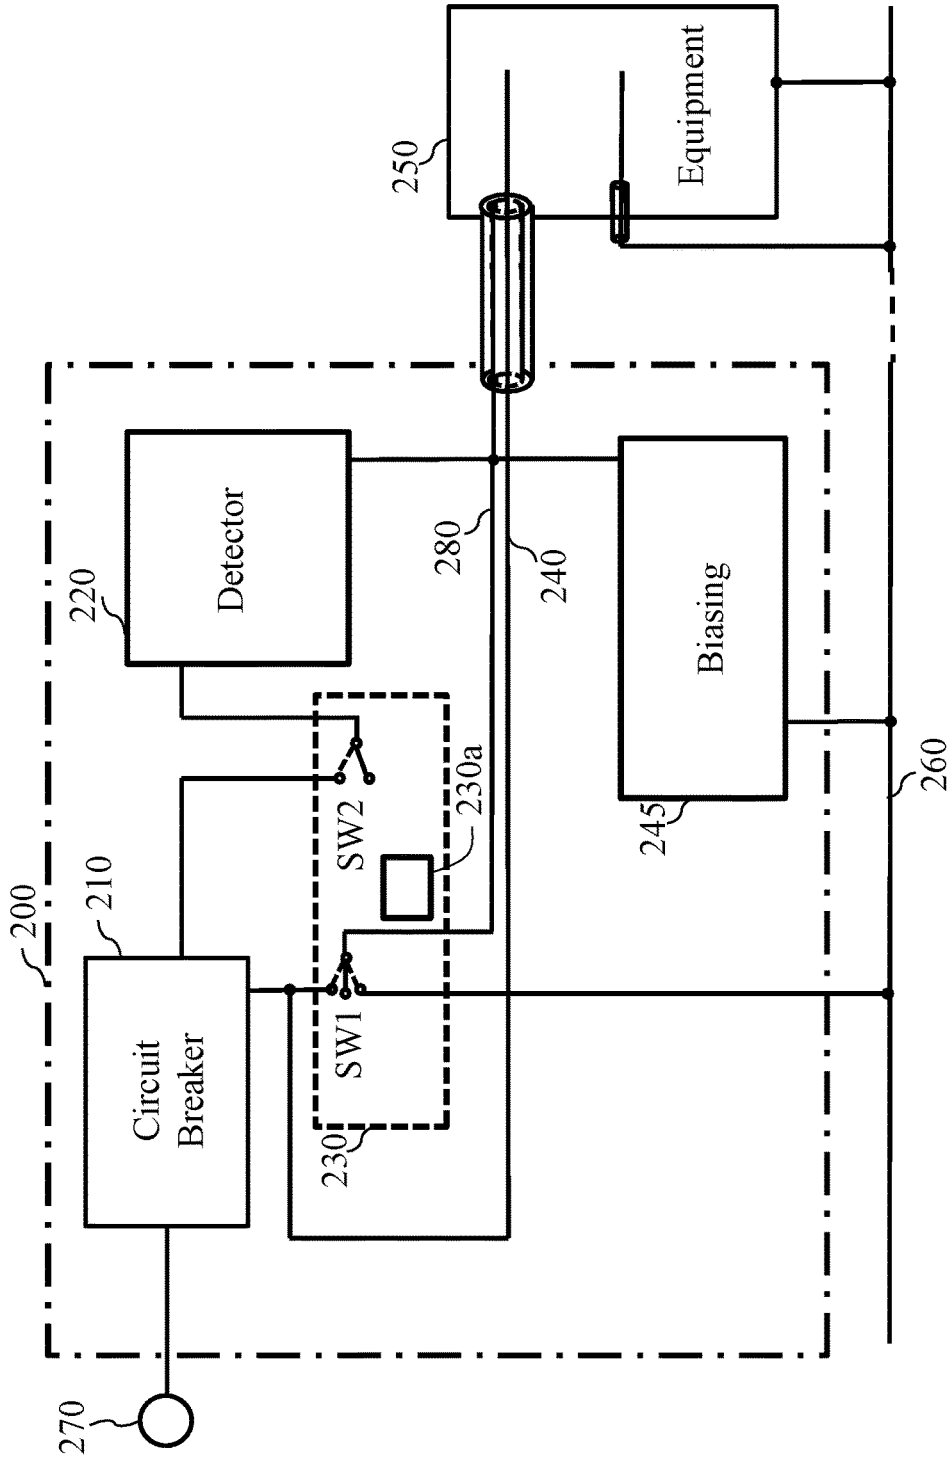 270
200
Circuit
Breaker
210
220
Detector
SW1
SW2
230
230a
280
240
245
Biasing
250
Equipment
260